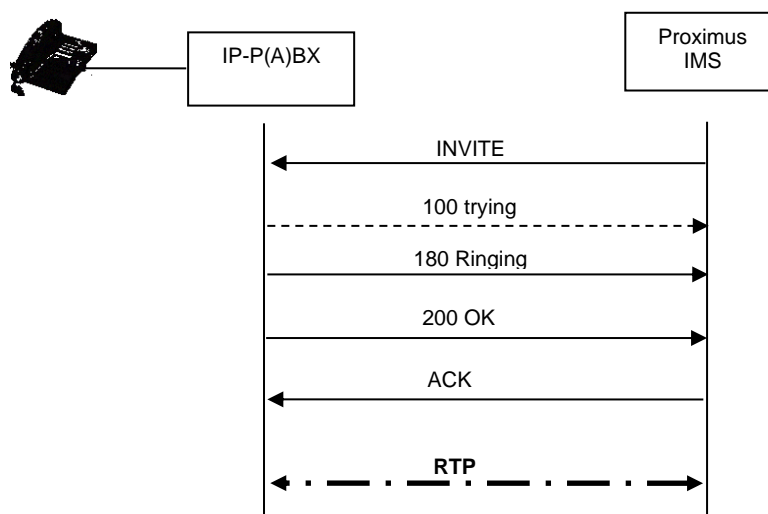 IP-P(A)BX
Proximus
IMS
INVITE
100 trying
180 Ringing
200 OK
ACK
RTP